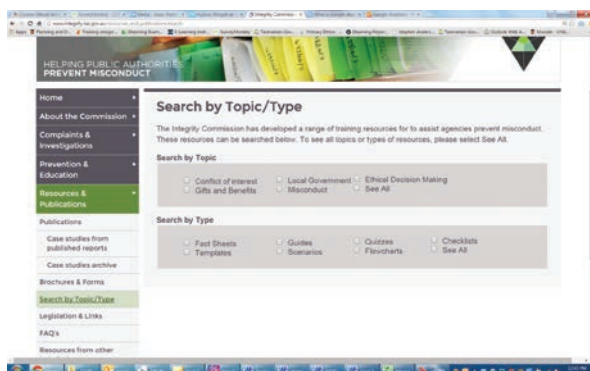 HELPING PUBLIC AUTHORITIES
PREVENT MISCONDUCT
Home
About the Commission
Complaints &
Investigations
Prevention &
Education
Resources &
Publications
Publications
Case studies from
published reports
Case studies archive
Brochures & Forms
Search by Topic/Type
Legislation & Links
FAQ's
Resources from other
Search by Topic/Type
The Integrity Commission has developed a range of training resources for to assist agencies prevent misconduct.
These resources can be searched below. To see all topics or types of resources, please select See All.
Search by Topic
Conflict of interest Local Government Ethical Decision Making
Gifts and Benefits Misconduct See All
Search by Type
Fact Sheets Guides Quizzes Checklists
Templates Scenarios Flowcharts See All